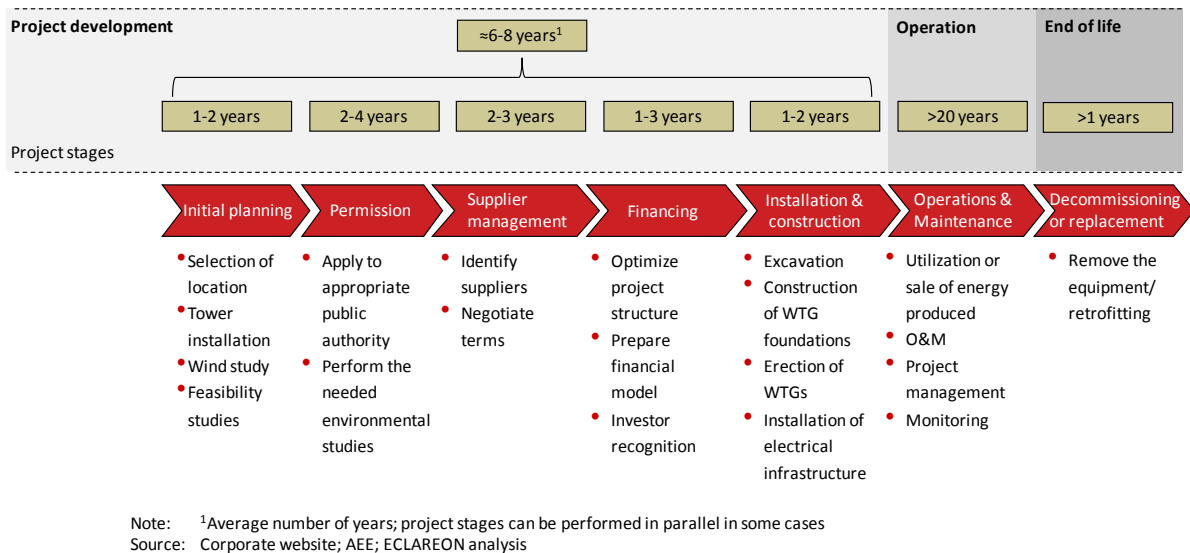 Project development
≈6-8 years1
Operation
End of life
1-2 years
2-4 years
2-3 years
1-3 years
1-2 years
>20 years
>1 years
Project stages
Initial planning
Permission
Supplier
management
Financing
Installation &
construction
Operations &
Maintenance
Decommissioning
or replacement
•Selection of
location
•Tower
installation
•Wind study
•Feasibility
studies
• Apply to
appropriate
public
authority
• Perform the
needed
environmental
studies
• Identify
suppliers
• Negotiate
terms
• Optimize
project
structure
• Prepare
financial
model
• Investor
recognition
• Excavation
• Construction
of WTG
foundations
• Erection of
WTGs
• Installation of
electrical
infrastructure
• Utilization or
sale of energy
produced
• O&M
• Project
management
• Monitoring
• Remove the
equipment/
retrofitting
Note: 1Average number of years; project stages can be performed in parallel in some cases
Source: Corporate website; AEE; ECLAREON analysis